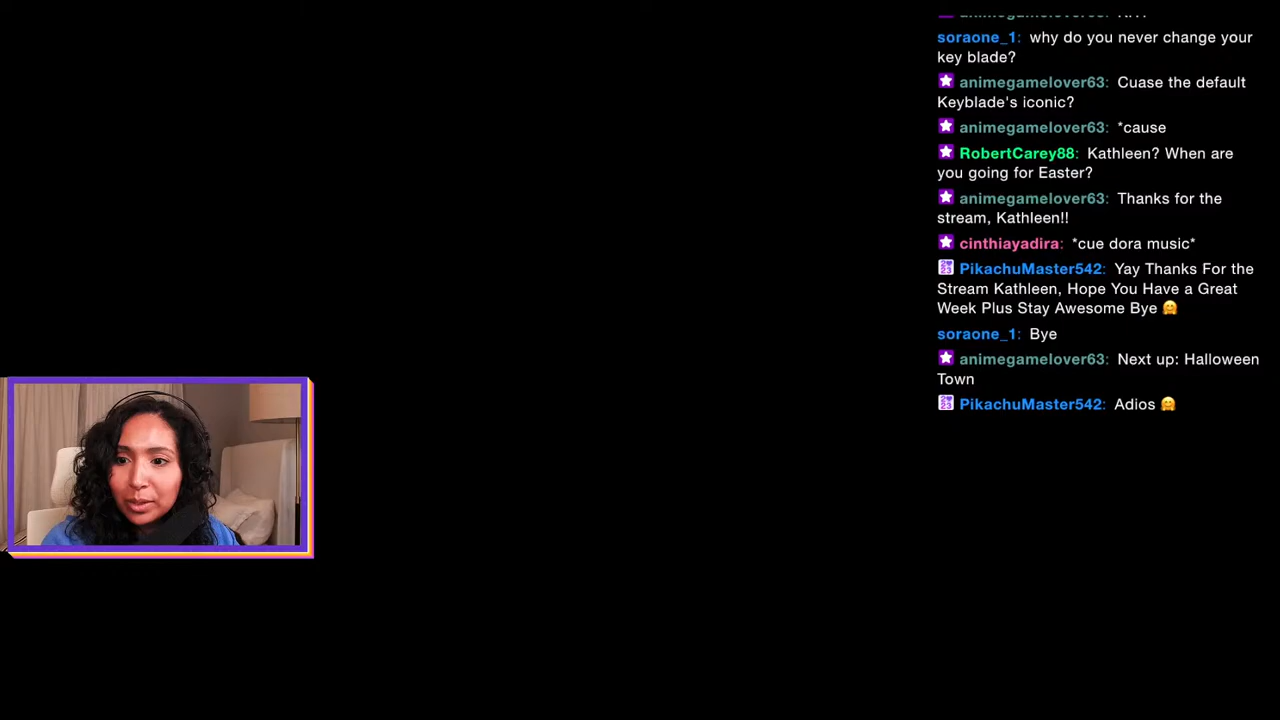 soraone_1: why do you never change your
key blade?
animegamelover63: Cuase the default
Keyblade's iconic?
animegamelover63: *cause
RobertCarey88: Kathleen? When are
you going for Easter?
animegamelover63: Thanks for the
stream, Kathleen!!
cinthiayadira: *cue dora music*
PikachuMaster542: Yay Thanks For the
Stream Kathleen, Hope You Have a Great
Week Plus Stay Awesome Bye 🤗
soraone_1: Bye
animegamelover63: Next up: Halloween
Town
PikachuMaster542: Adios 🤗